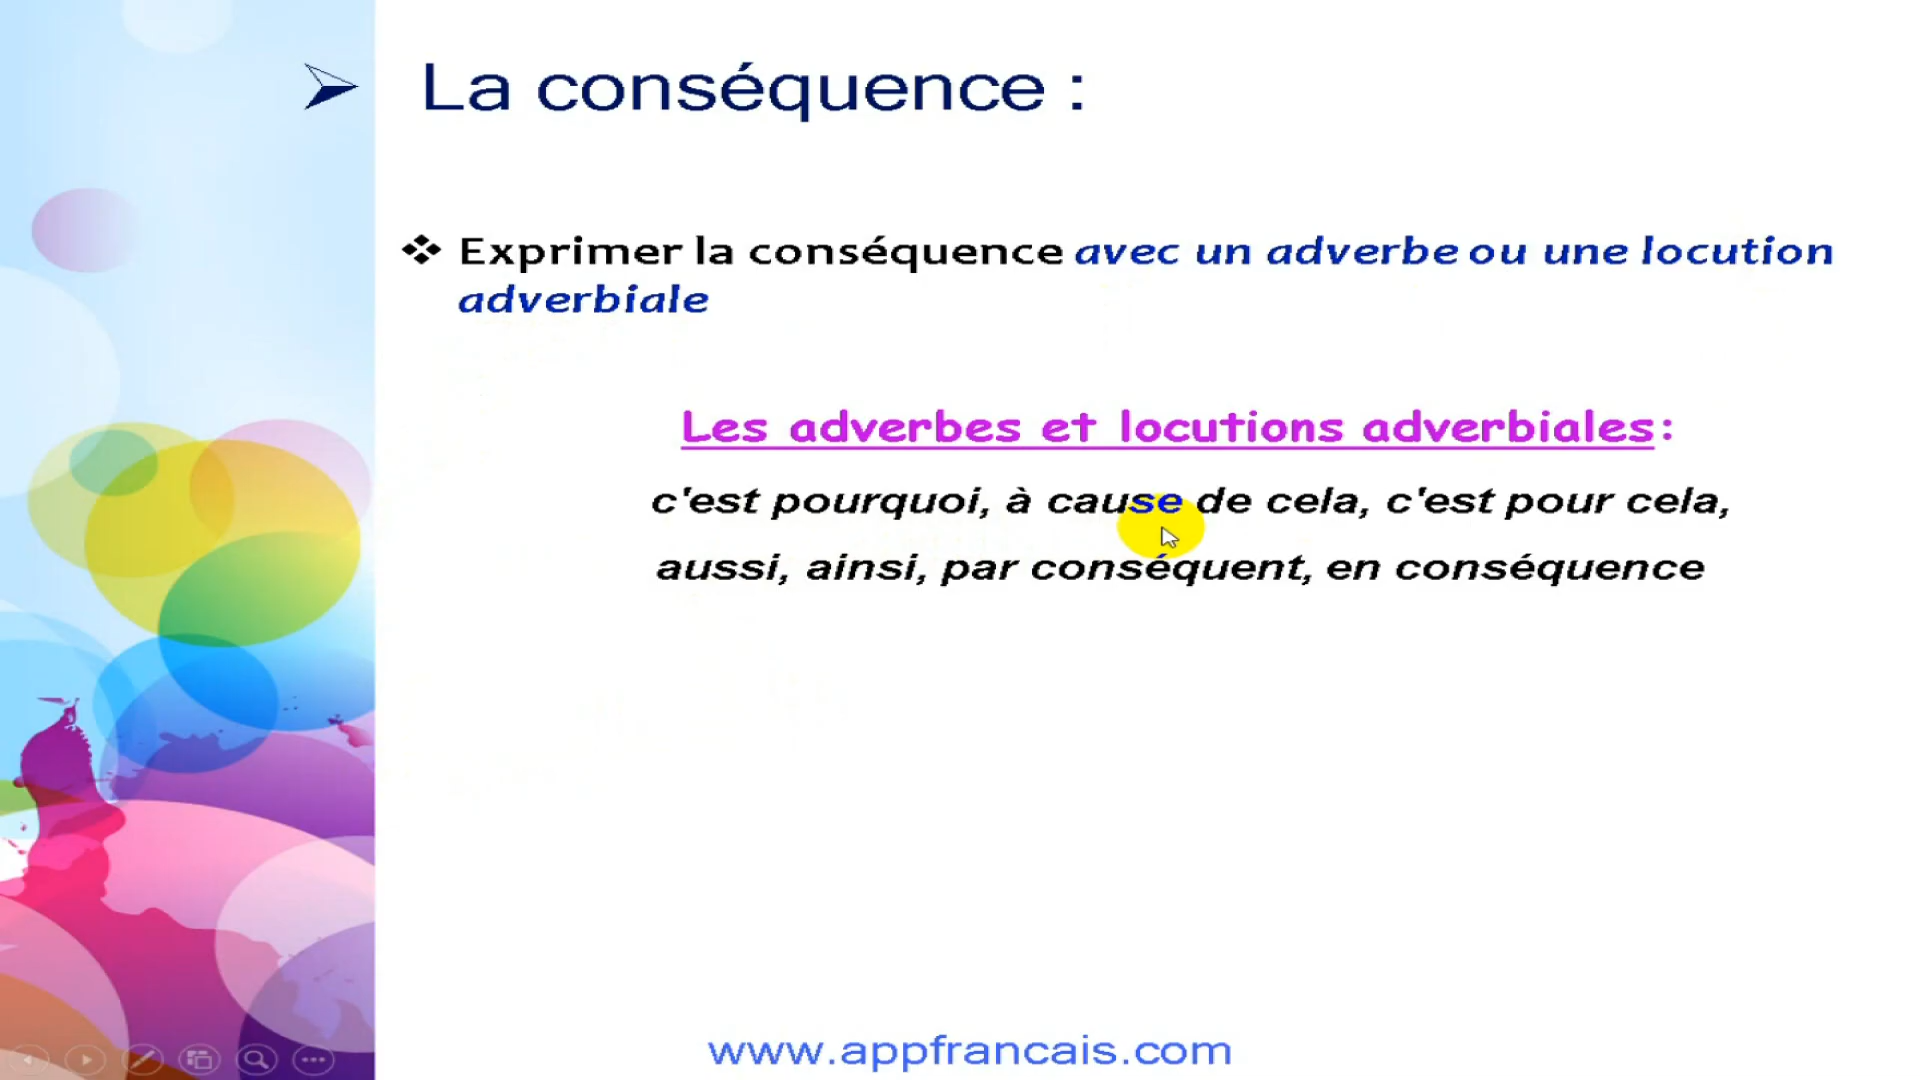 La conséquence :
Exprimer la conséquence avec un adverbe ou une locution
adverbiale
Les adverbes et locutions adverbiales:
c'est pourquoi, à cause de cela, c'est pour cela,
aussi, ainsi, par conséquent, en conséquence
www.appfrancais.com